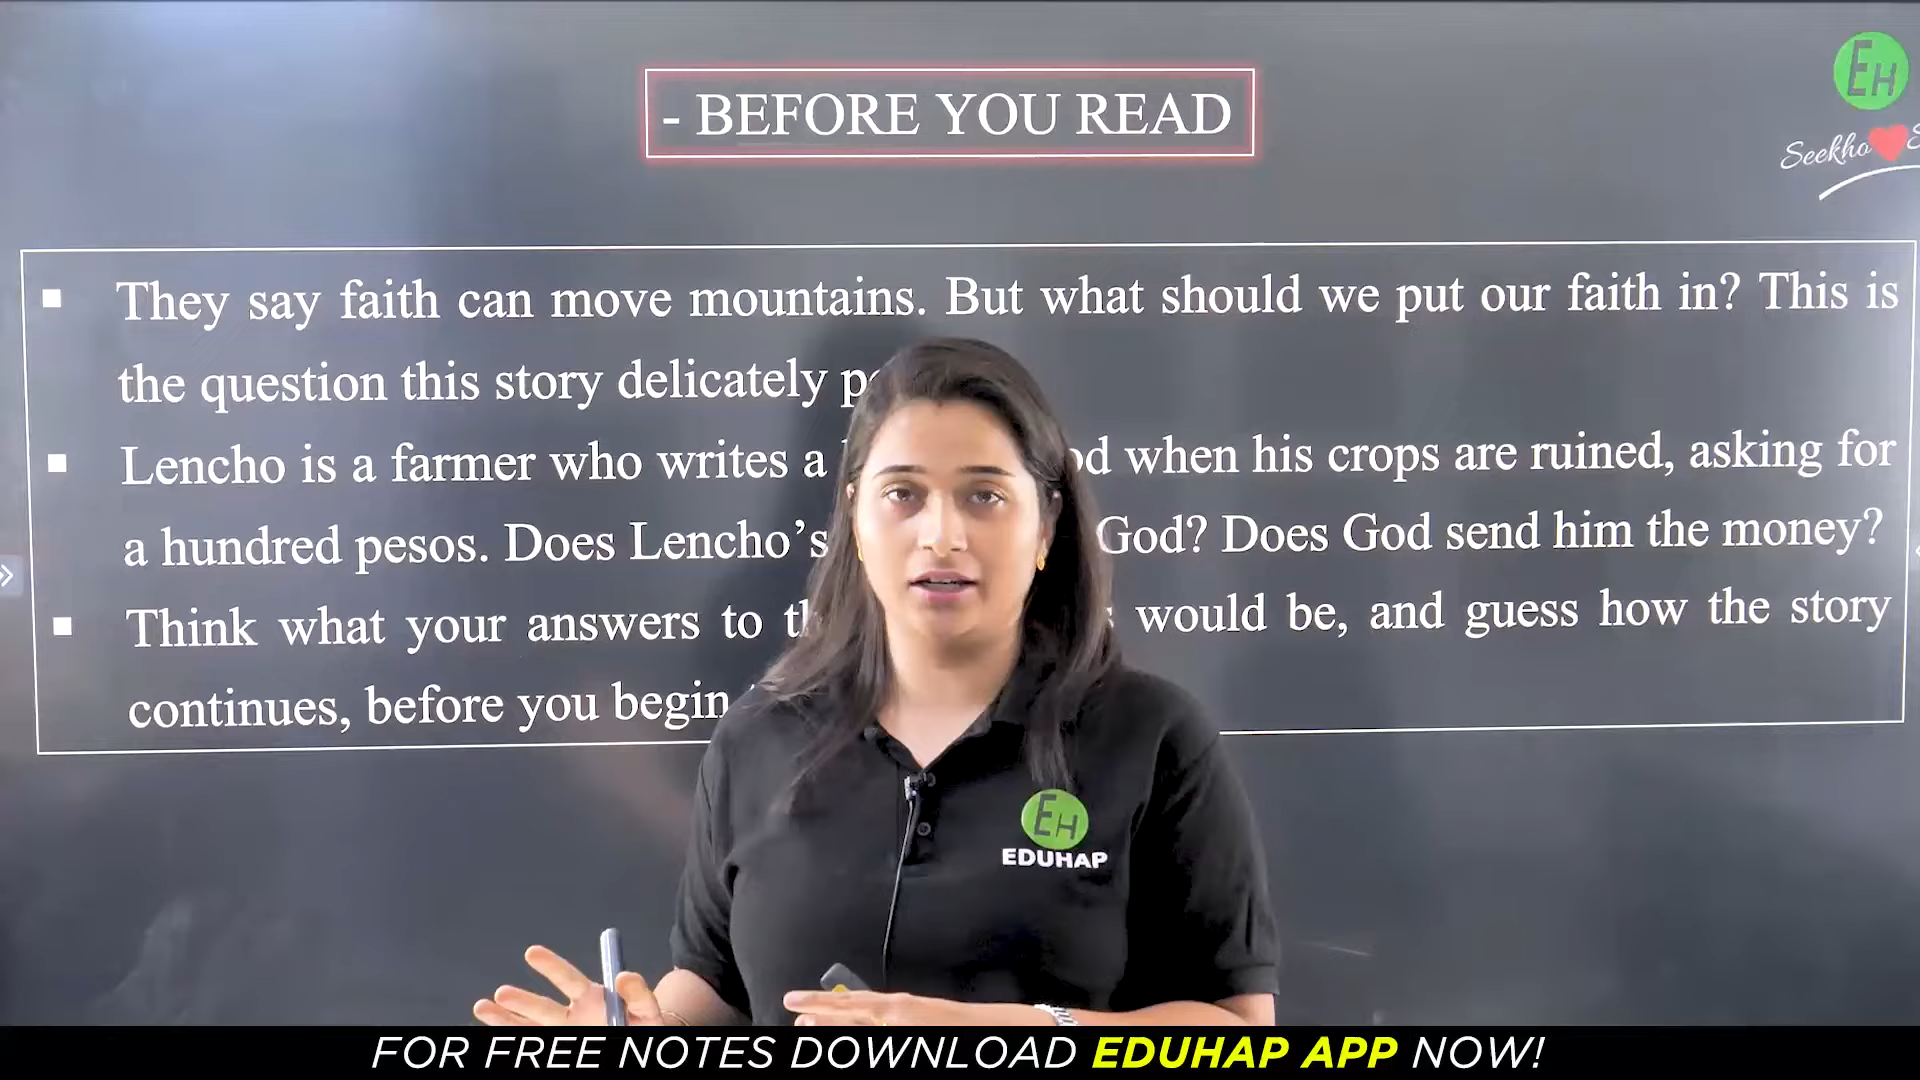 - BEFORE YOU READ
EH
Seekho
▪ They say faith can move mountains. But what should we put our faith in? This is
the question this story delicately
▪ Lencho is a farmer who writes a when his crops are ruined, asking for
a hundred pesos. Does Lencho's God? Does God send him the money?
▪ Think what your answers to would be, and guess how the story
continues, before you begin
EH
EDUHAP
FOR FREE NOTES DOWNLOAD EDUHAP APP NOW!